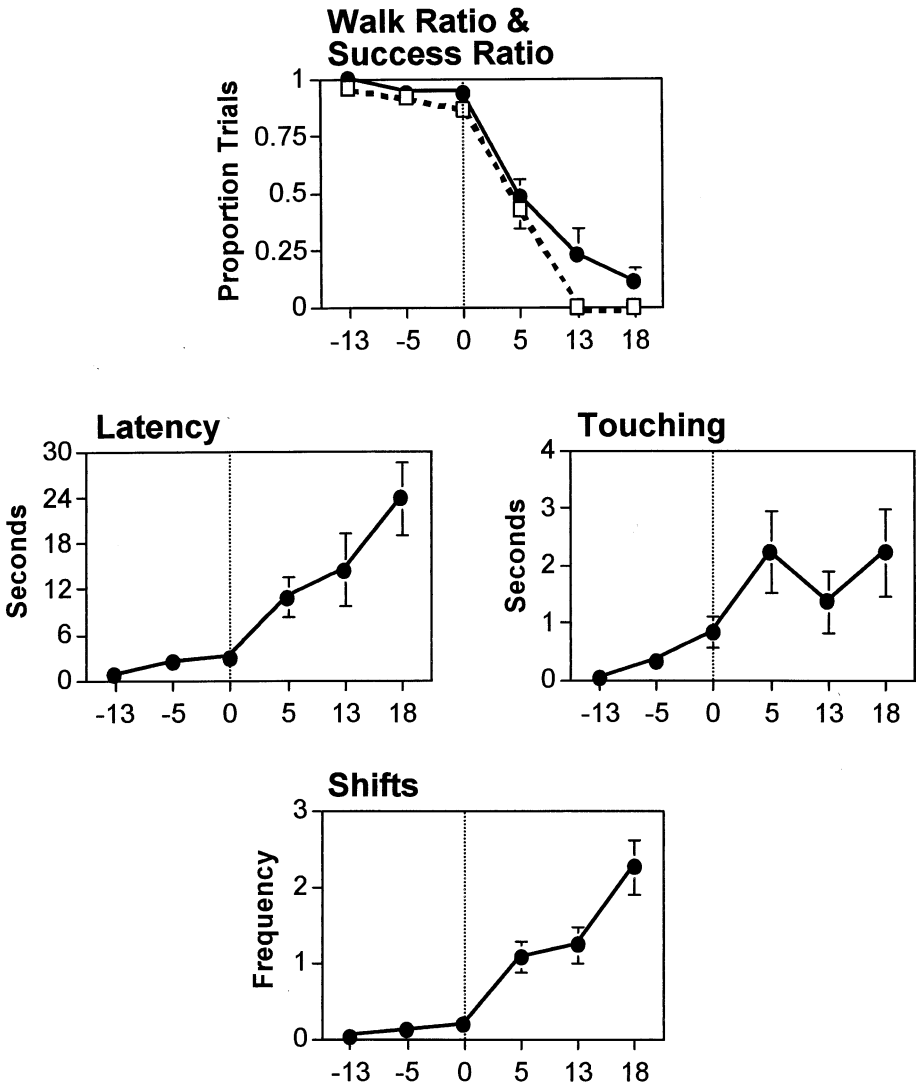 Walk Ratio &
Success Ratio
Proportion Trials
1
0.75
0.5
0.25
0
-13 -5 0 5 13 18
Latency
Seconds
30
24
18
12
6
0
-13 -5 0 5 13 18
Touching
Seconds
4
3
2
1
0
-13 -5 0 5 13 18
Shifts
Frequency
3
2
1
0
-13 -5 0 5 13 18